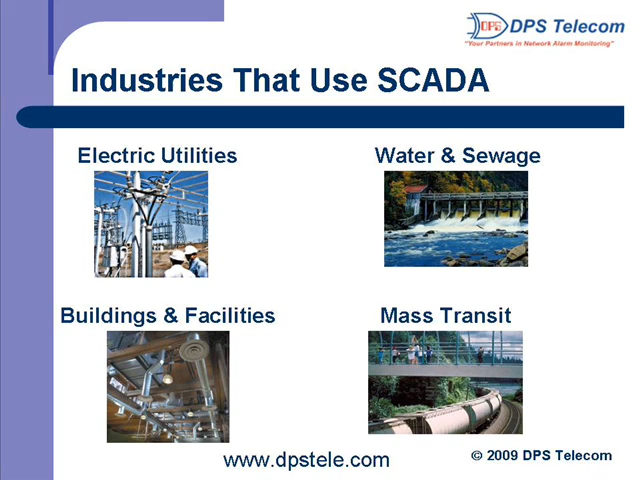 DPS DPS Telecom
"Your Partners in Network Alarm Monitoring"
Industries That Use SCADA
Electric Utilities
Water & Sewage
Buildings & Facilities
Mass Transit
www.dpstele.com
© 2009 DPS Telecom